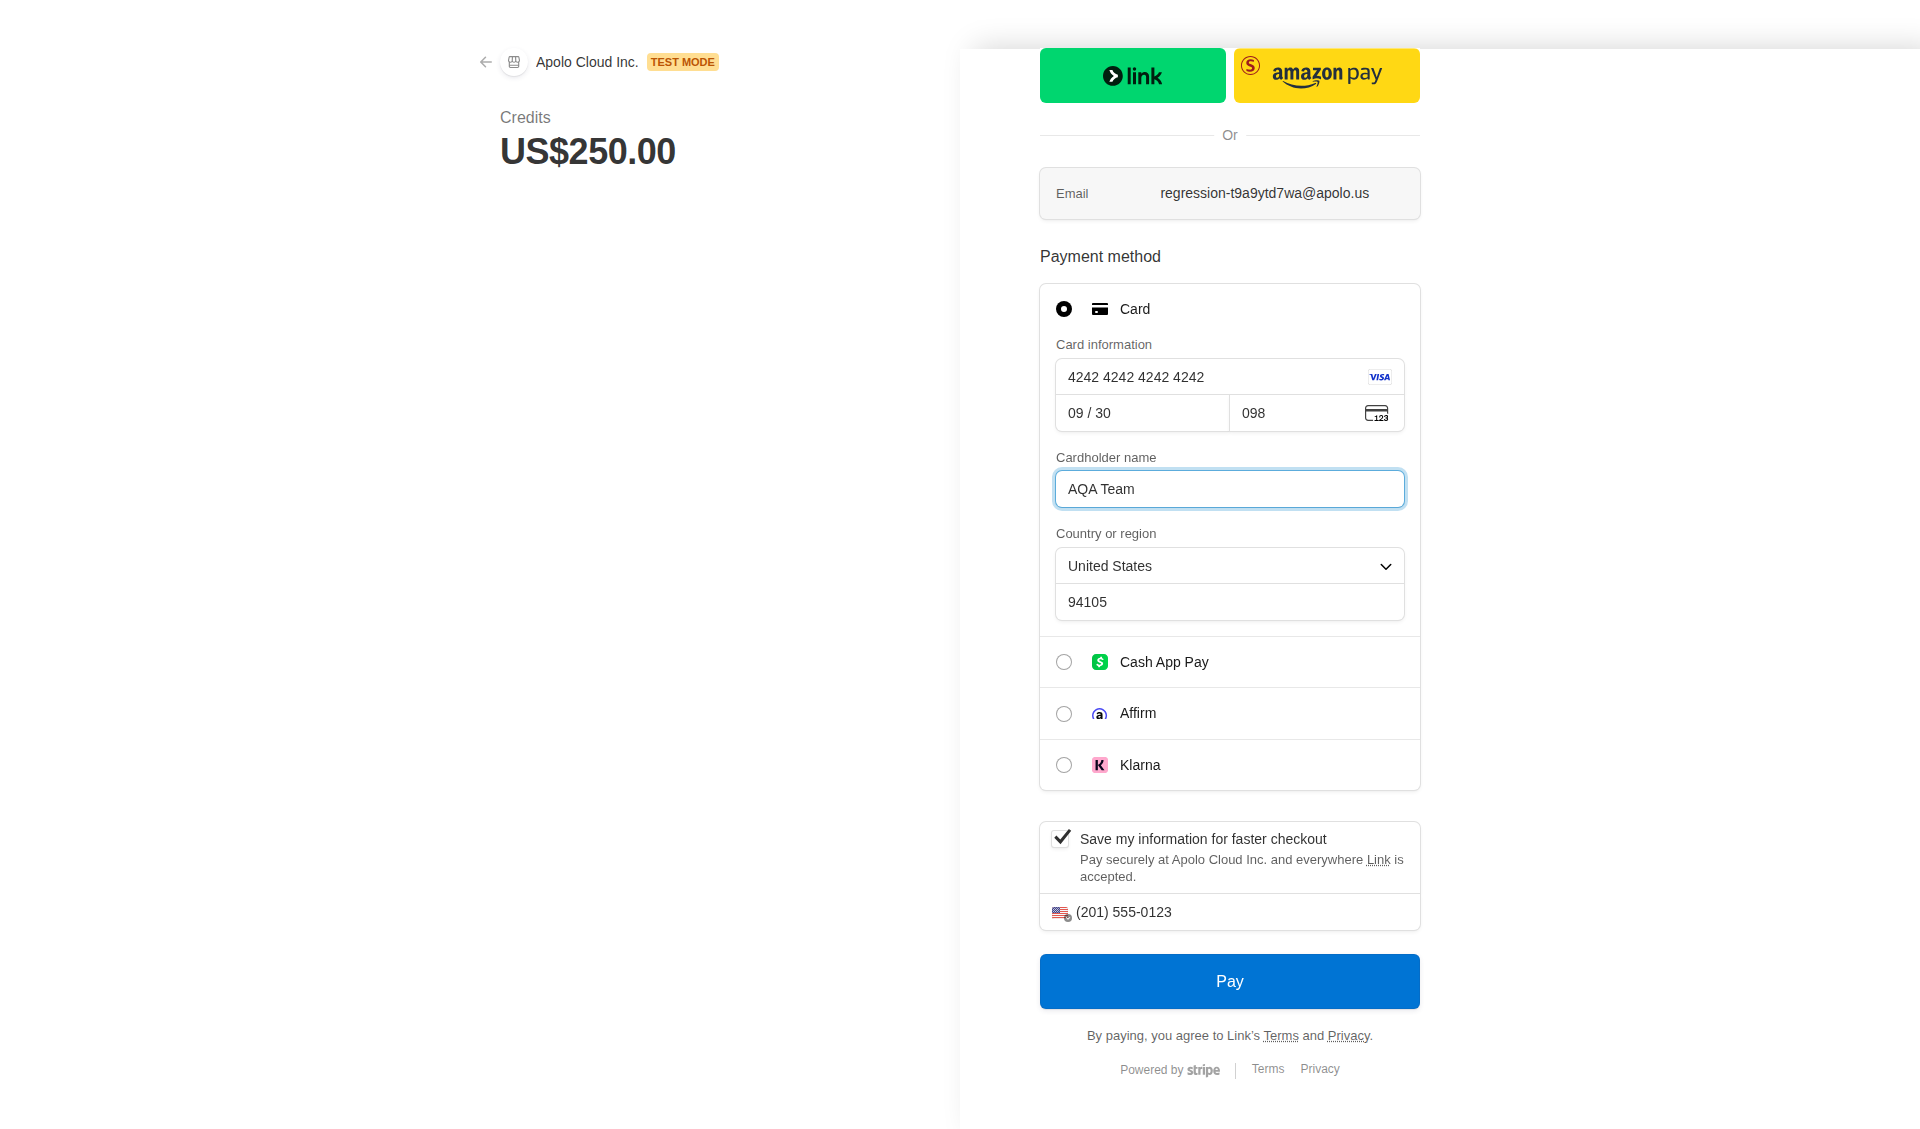 Apolo Cloud Inc. TEST MODE
Credits
US$250.00
link
S amazon pay
Or
Email regression-t9a9ytd7wa@apolo.us
Payment method
Card
Card information
4242 4242 4242 4242 VISA
09 / 30 098 123
Cardholder name
AQA Team
Country or region
United States
94105
$ Cash App Pay
a Affirm
K Klarna
Save my information for faster checkout
Pay securely at Apolo Cloud Inc. and everywhere Link is
accepted.
(201) 555-0123
Pay
By paying, you agree to Link’s Terms and Privacy.
Powered by stripe Terms Privacy